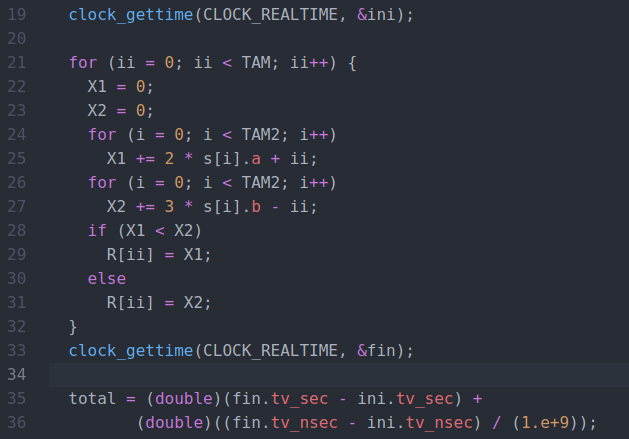 19 clock_gettime(CLOCK_REALTIME, &ini);
20
21 for (ii = 0; ii < TAM; ii++) {
22 X1 = 0;
23 X2 = 0;
24 for (i = 0; i < TAM2; i++)
25 X1 += 2 * s[i].a + ii;
26 for (i = 0; i < TAM2; i++)
27 X2 += 3 * s[i].b - ii;
28 if (X1 < X2)
29 R[ii] = X1;
30 else
31 R[ii] = X2;
32 }
33 clock_gettime(CLOCK_REALTIME, &fin);
34
35 total = (double)(fin.tv_sec - ini.tv_sec) +
36 (double)((fin.tv_nsec - ini.tv_nsec) / (1.e+9));